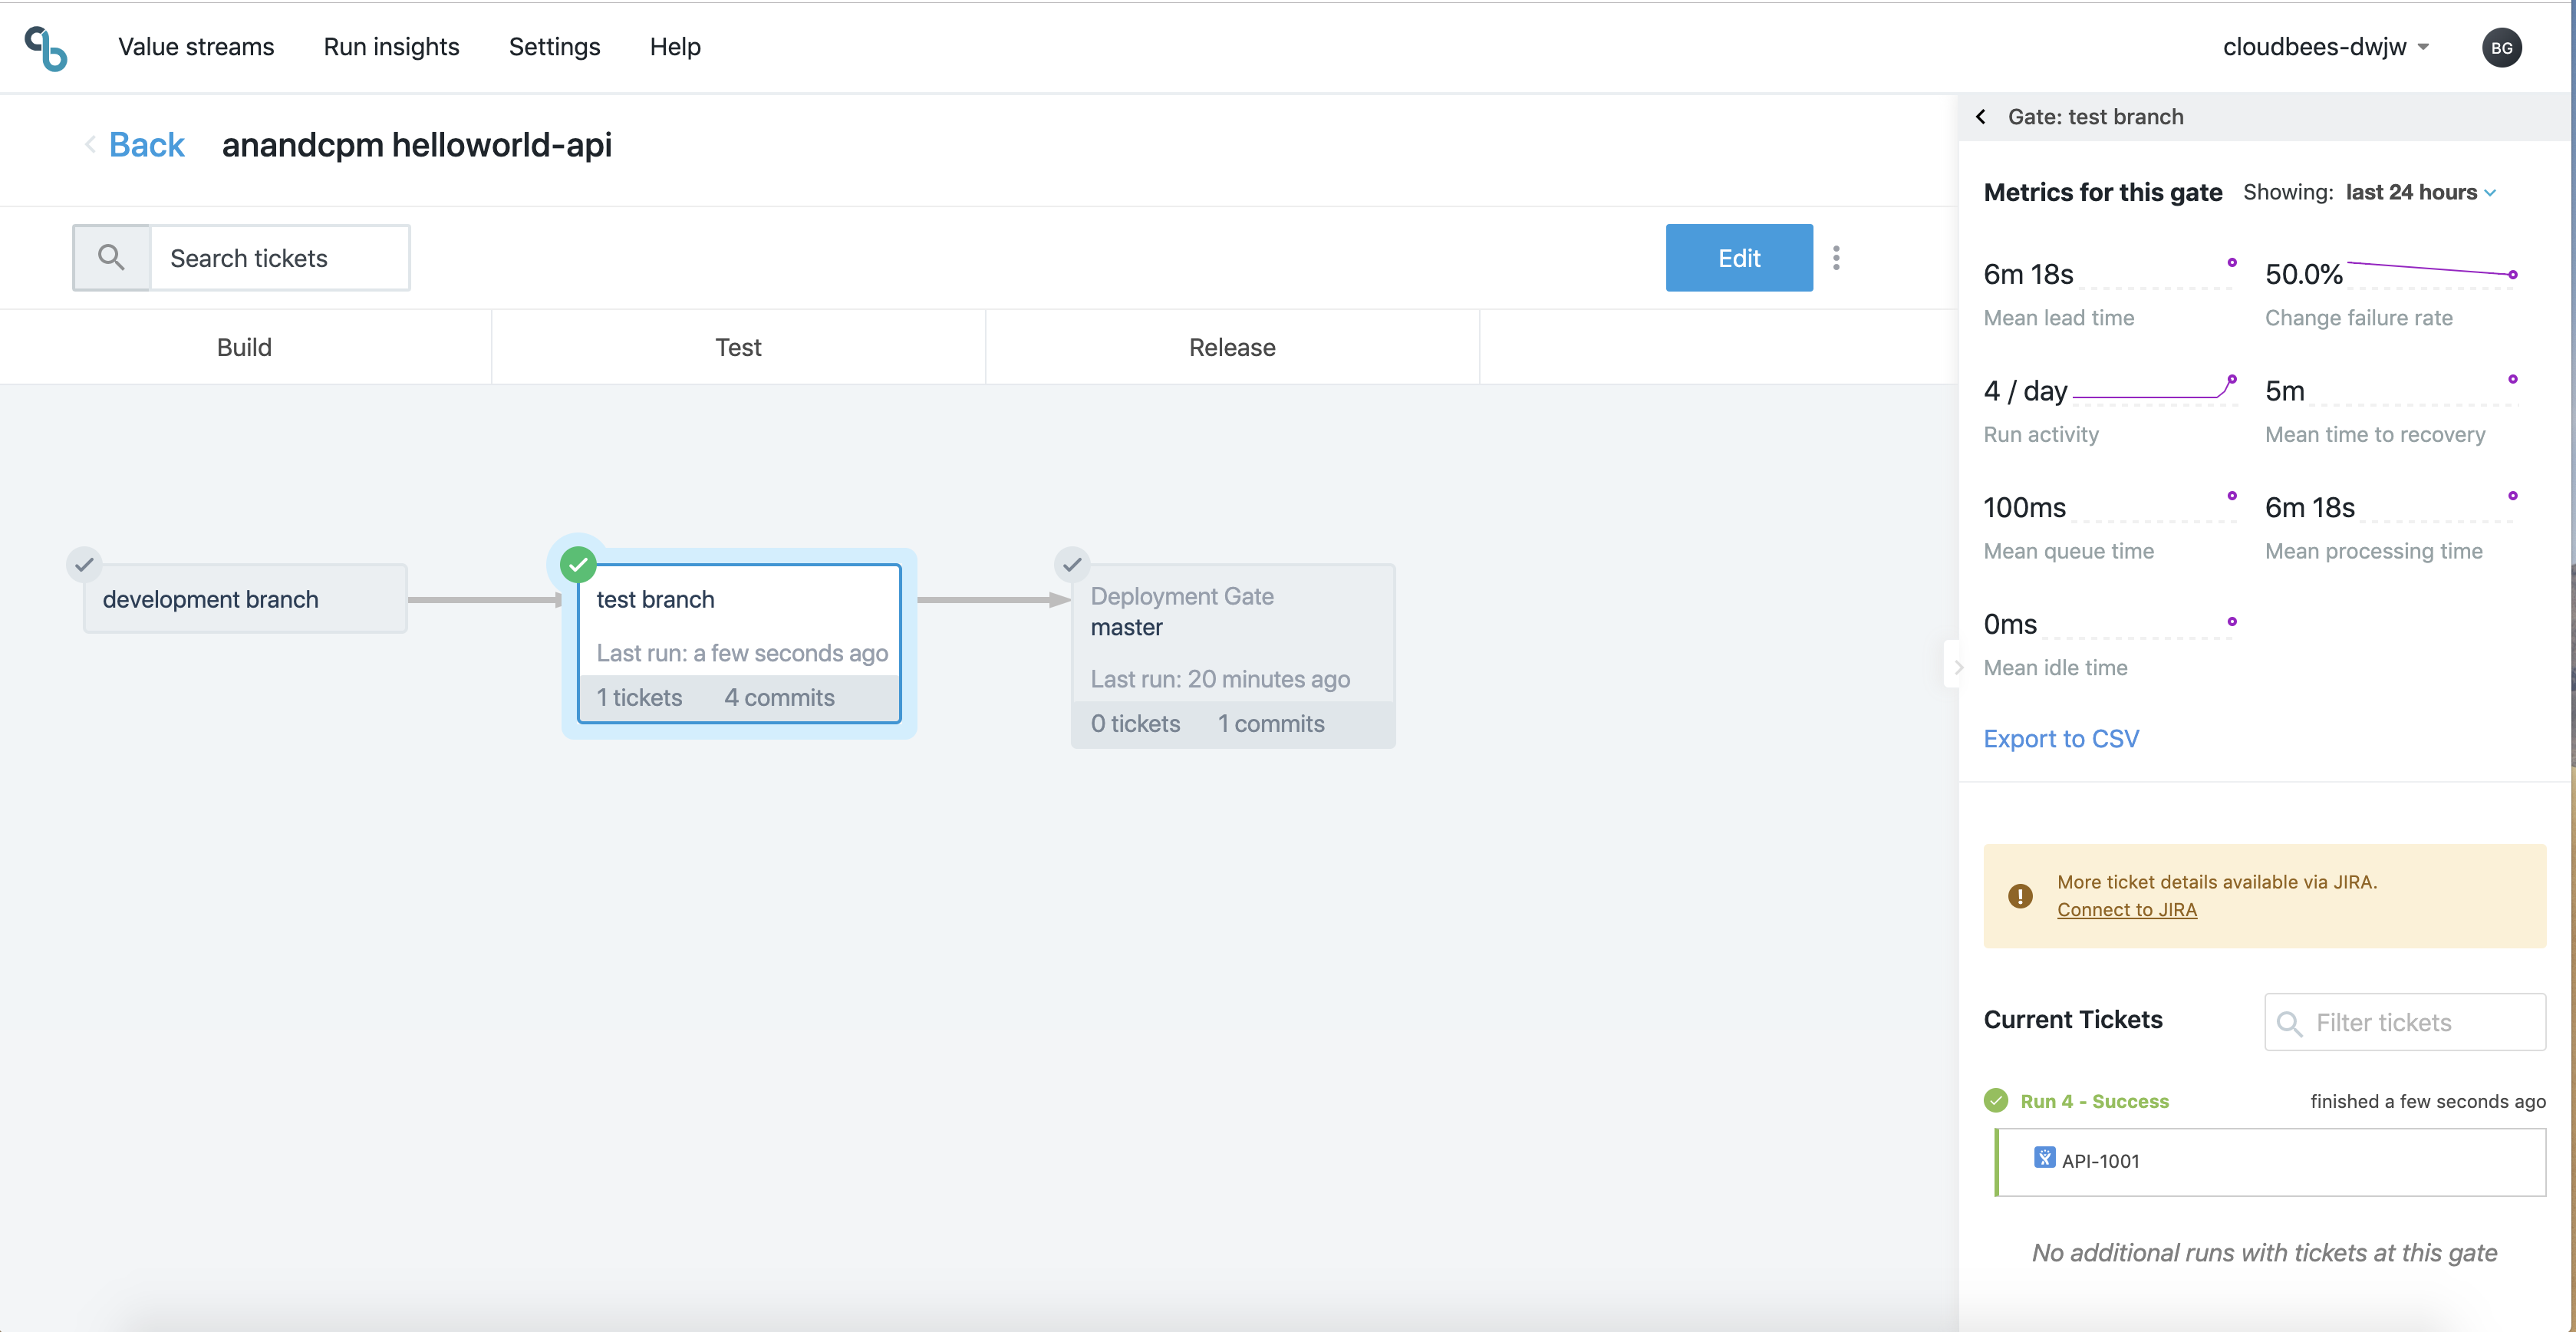 Value streams
Run insights
Settings
Help
cloudbees-dwjw
BG
Back
anandcpm helloworld-api
Search tickets
Edit
Build
Test
Release
development branch
test branch
Last run: a few seconds ago
1 tickets 4 commits
Deployment Gate
master
Last run: 20 minutes ago
0 tickets 1 commits
Gate: test branch
Metrics for this gate Showing: last 24 hours
6m 18s
Mean lead time
50.0%
Change failure rate
4 / day
Run activity
5m
Mean time to recovery
100ms
Mean queue time
6m 18s
Mean processing time
0ms
Mean idle time
Export to CSV
More ticket details available via JIRA.
Connect to JIRA
Current Tickets
Filter tickets
Run 4 - Success
finished a few seconds ago
API-1001
No additional runs with tickets at this gate